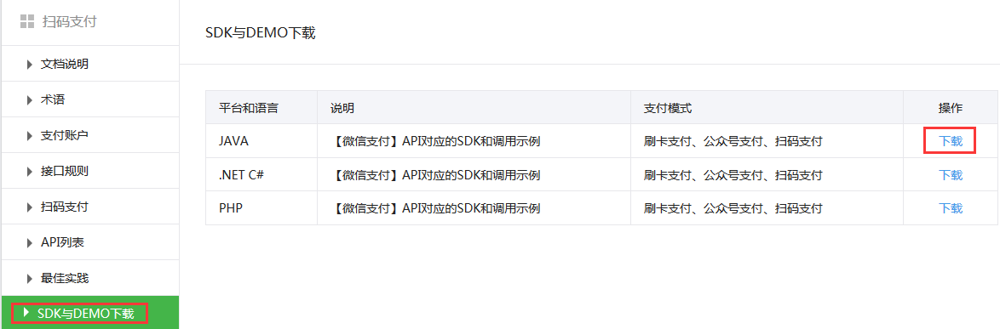 扫码支付
文档说明
术语
支付账户
接口规则
扫码支付
API列表
最佳实践
SDK与DEMO下载
SDK与DEMO下载
平台和语言 说明 支付模式 操作
JAVA 【微信支付】API对应的SDK和调用示例 刷卡支付、公众号支付、扫码支付 下载
.NET C# 【微信支付】API对应的SDK和调用示例 刷卡支付、公众号支付、扫码支付 下载
PHP 【微信支付】API对应的SDK和调用示例 刷卡支付、公众号支付、扫码支付 下载